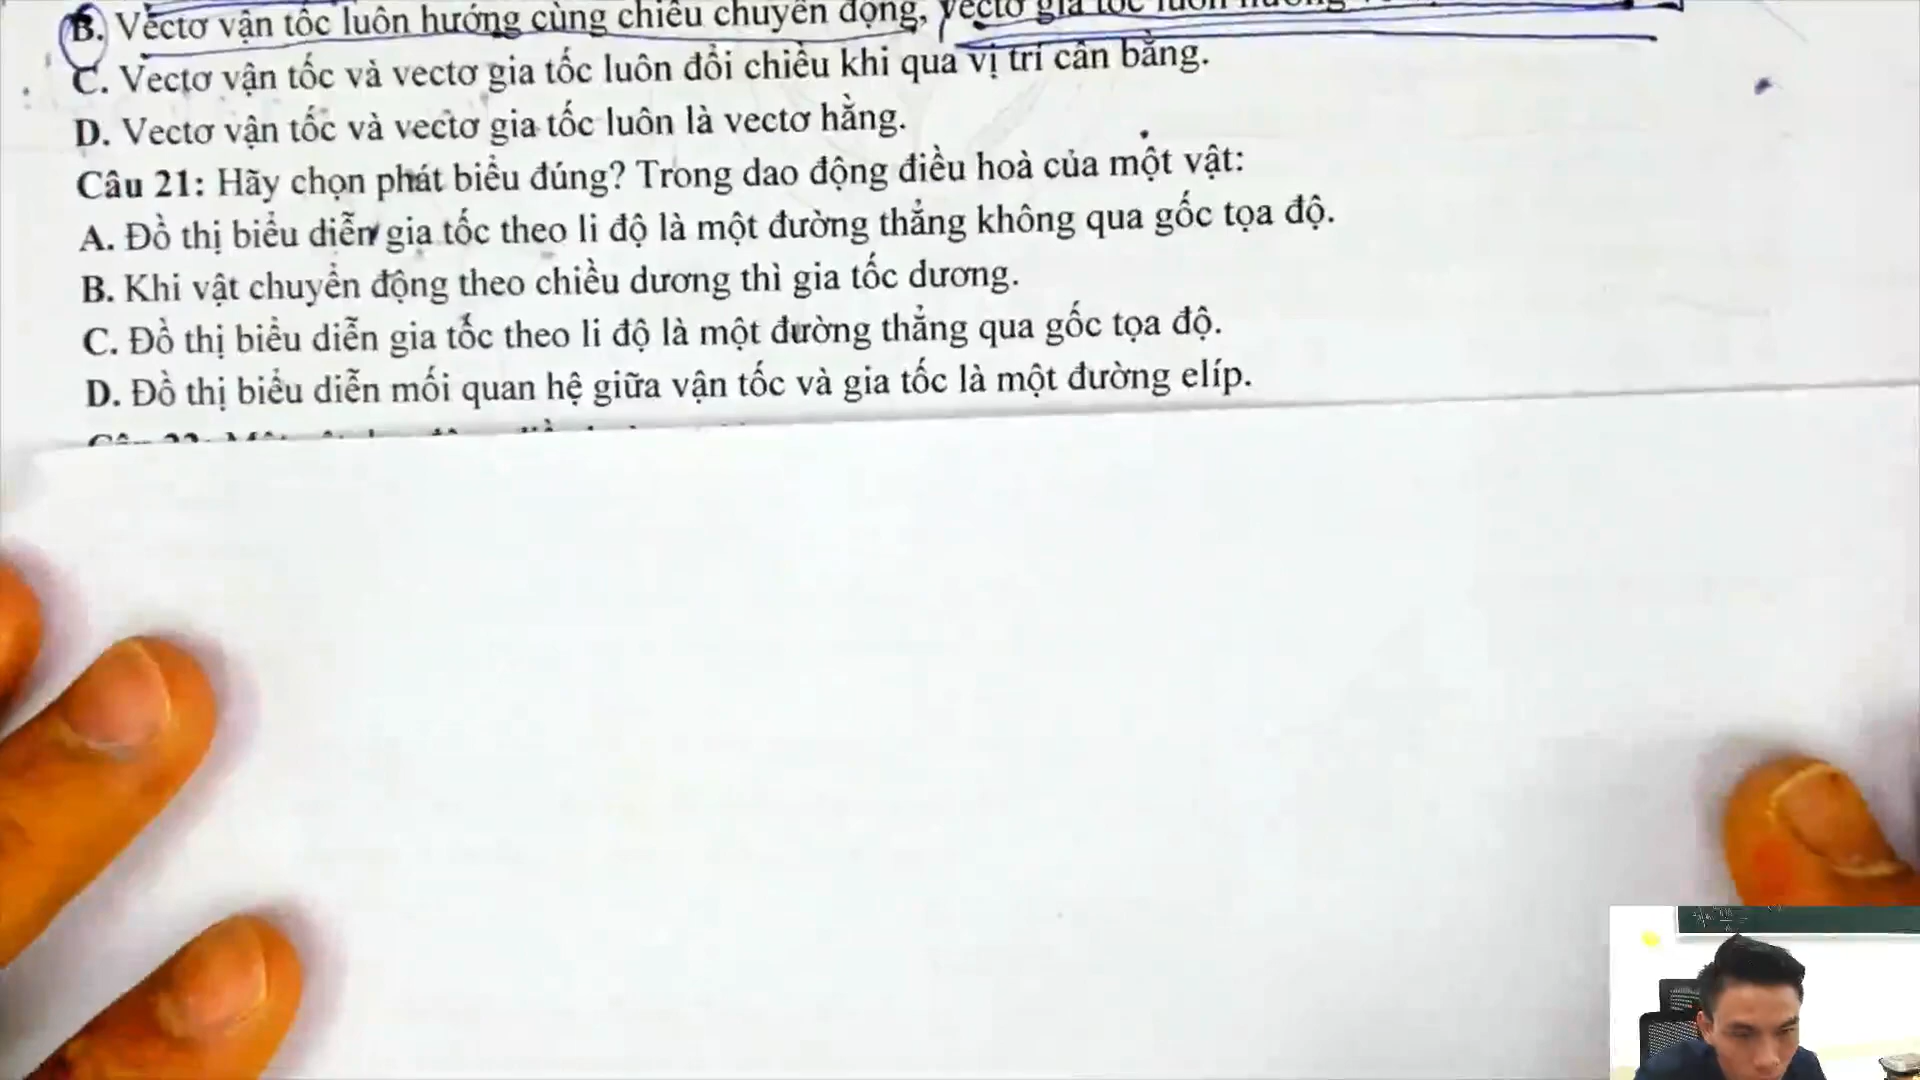 B. Vectơ vận tốc luôn hướng cùng chiều chuyển động, vectơ gia tốc luôn hướng
C. Vectơ vận tốc và vectơ gia tốc luôn đổi chiều khi qua vị trí cân bằng.
D. Vectơ vận tốc và vectơ gia tốc luôn là vectơ hằng.
Câu 21: Hãy chọn phát biểu đúng? Trong dao động điều hoà của một vật:
A. Đồ thị biểu diễn gia tốc theo li độ là một đường thẳng không qua gốc tọa độ.
B. Khi vật chuyển động theo chiều dương thì gia tốc dương.
C. Đồ thị biểu diễn gia tốc theo li độ là một đường thẳng qua gốc tọa độ.
D. Đồ thị biểu diễn mối quan hệ giữa vận tốc và gia tốc là một đường elíp.